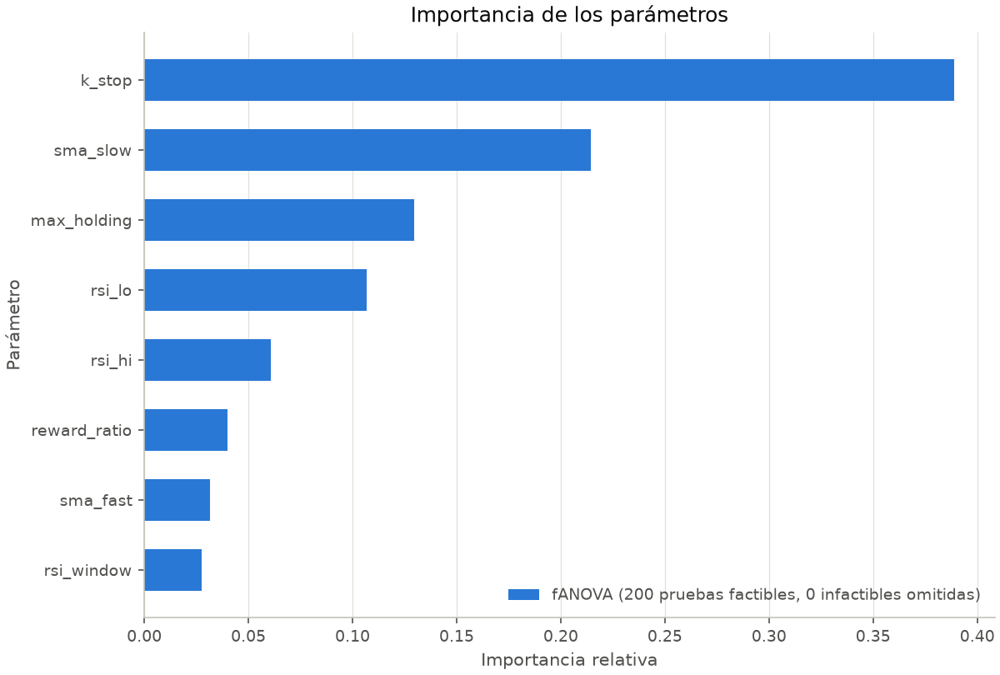 Importancia de los parámetros
k_stop
sma_slow
max_holding
rsi_lo
rsi_hi
reward_ratio
sma_fast
rsi_window
Parámetro
fANOVA (200 pruebas factibles, 0 infactibles omitidas)
0.00 0.05 0.10 0.15 0.20 0.25 0.30 0.35 0.40
Importancia relativa